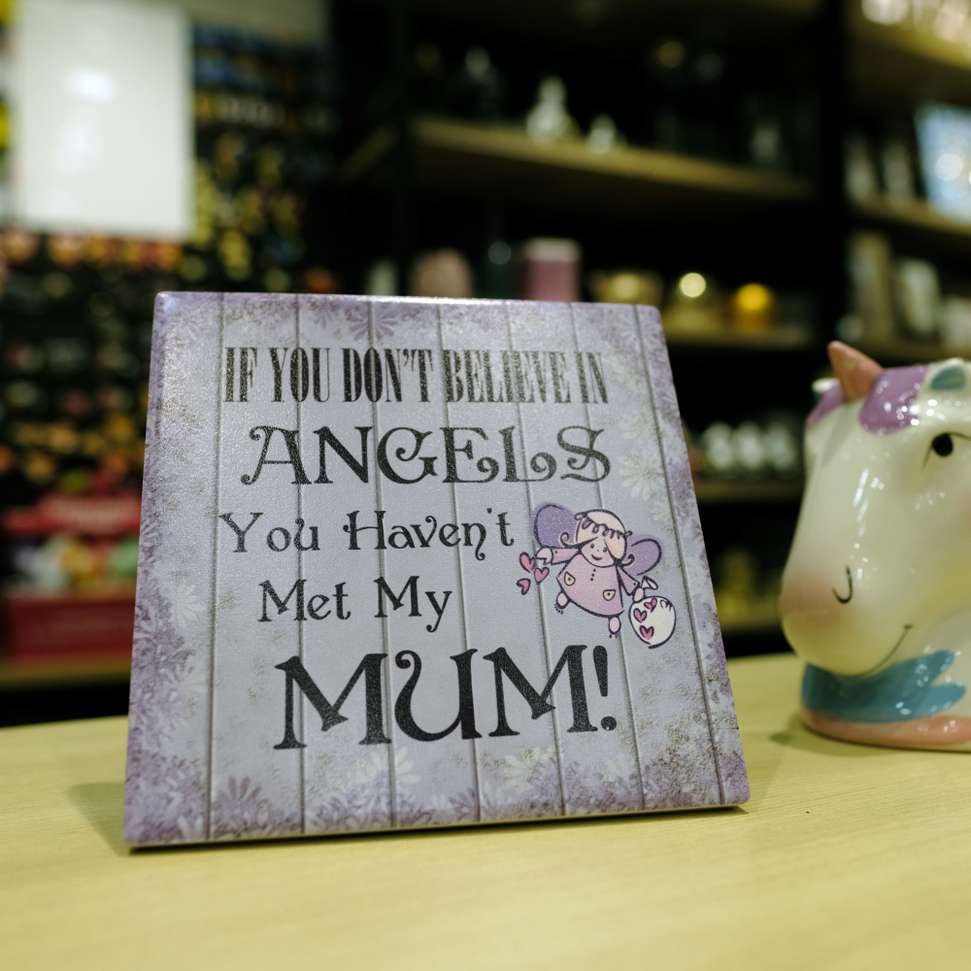 IF YOU DON'T BELIEVE IN
ANGELS
You Haven't
Met My
MUM!